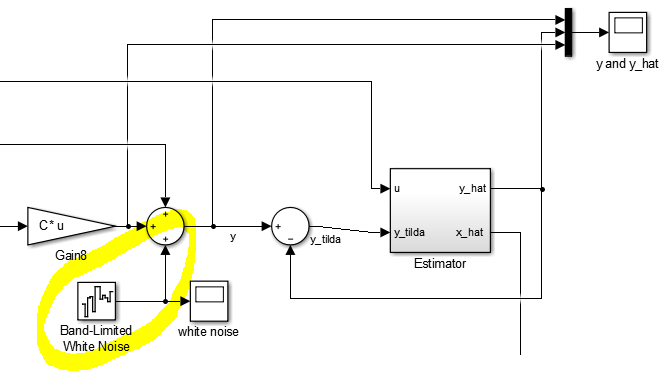 y and y_hat
C* u
Gain8
+
+
+
y
+
−
y_tilda
u
y_tilda
y_hat
x_hat
Estimator
Band-Limited
White Noise
white noise